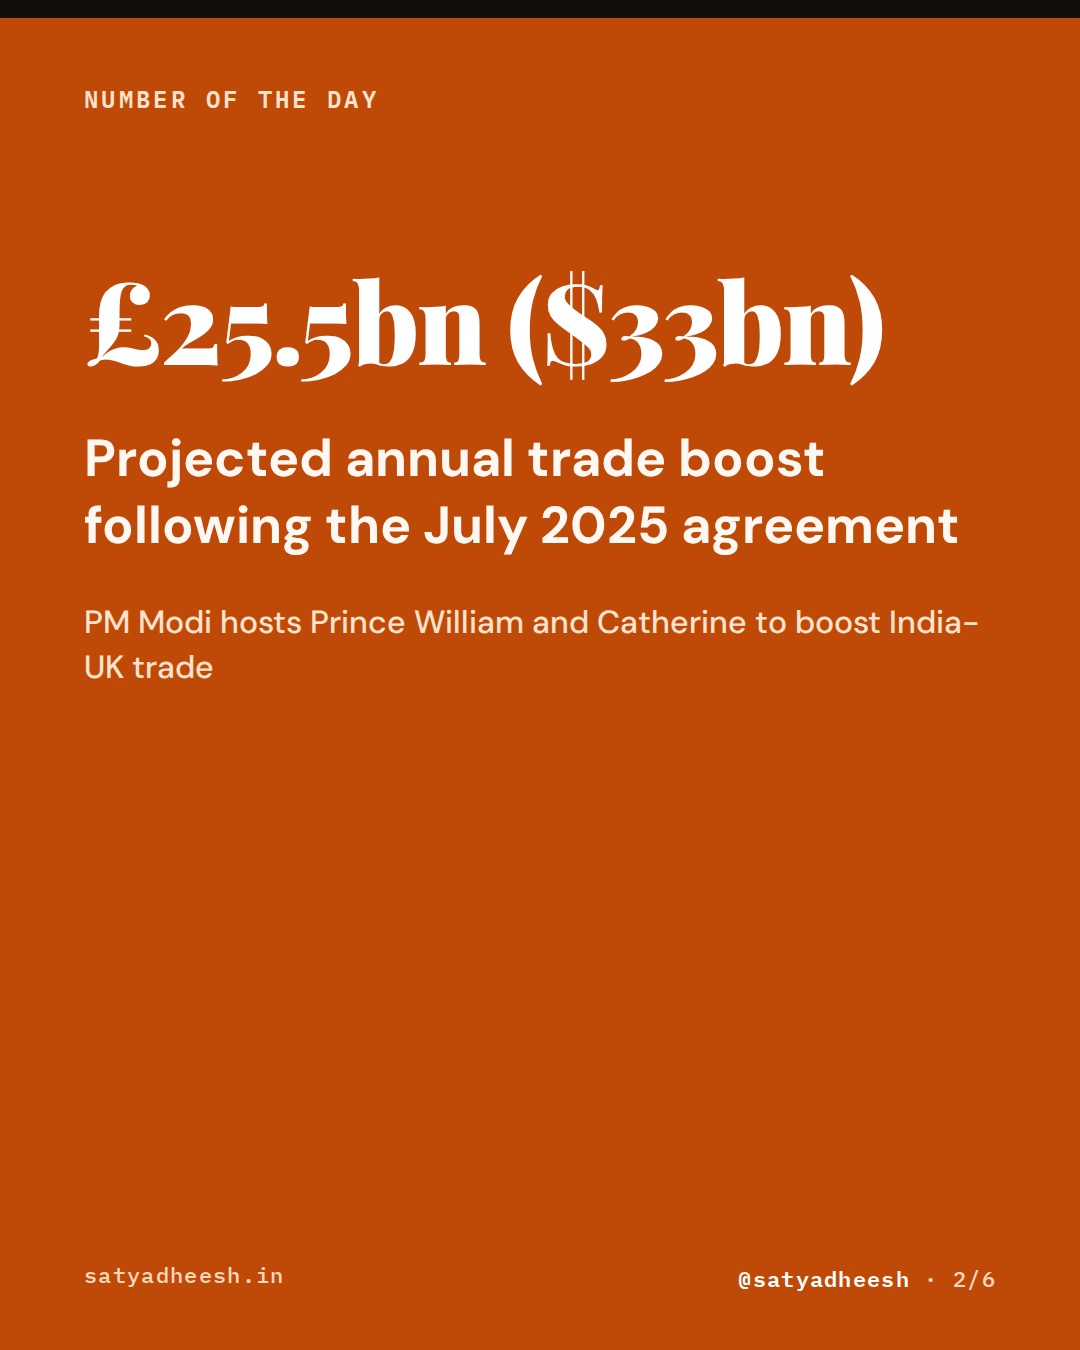 NUMBER OF THE DAY
£25.5bn ($33bn)
Projected annual trade boost
following the July 2025 agreement
PM Modi hosts Prince William and Catherine to boost India-
UK trade
satyadheesh.in
@satyadheesh · 2/6